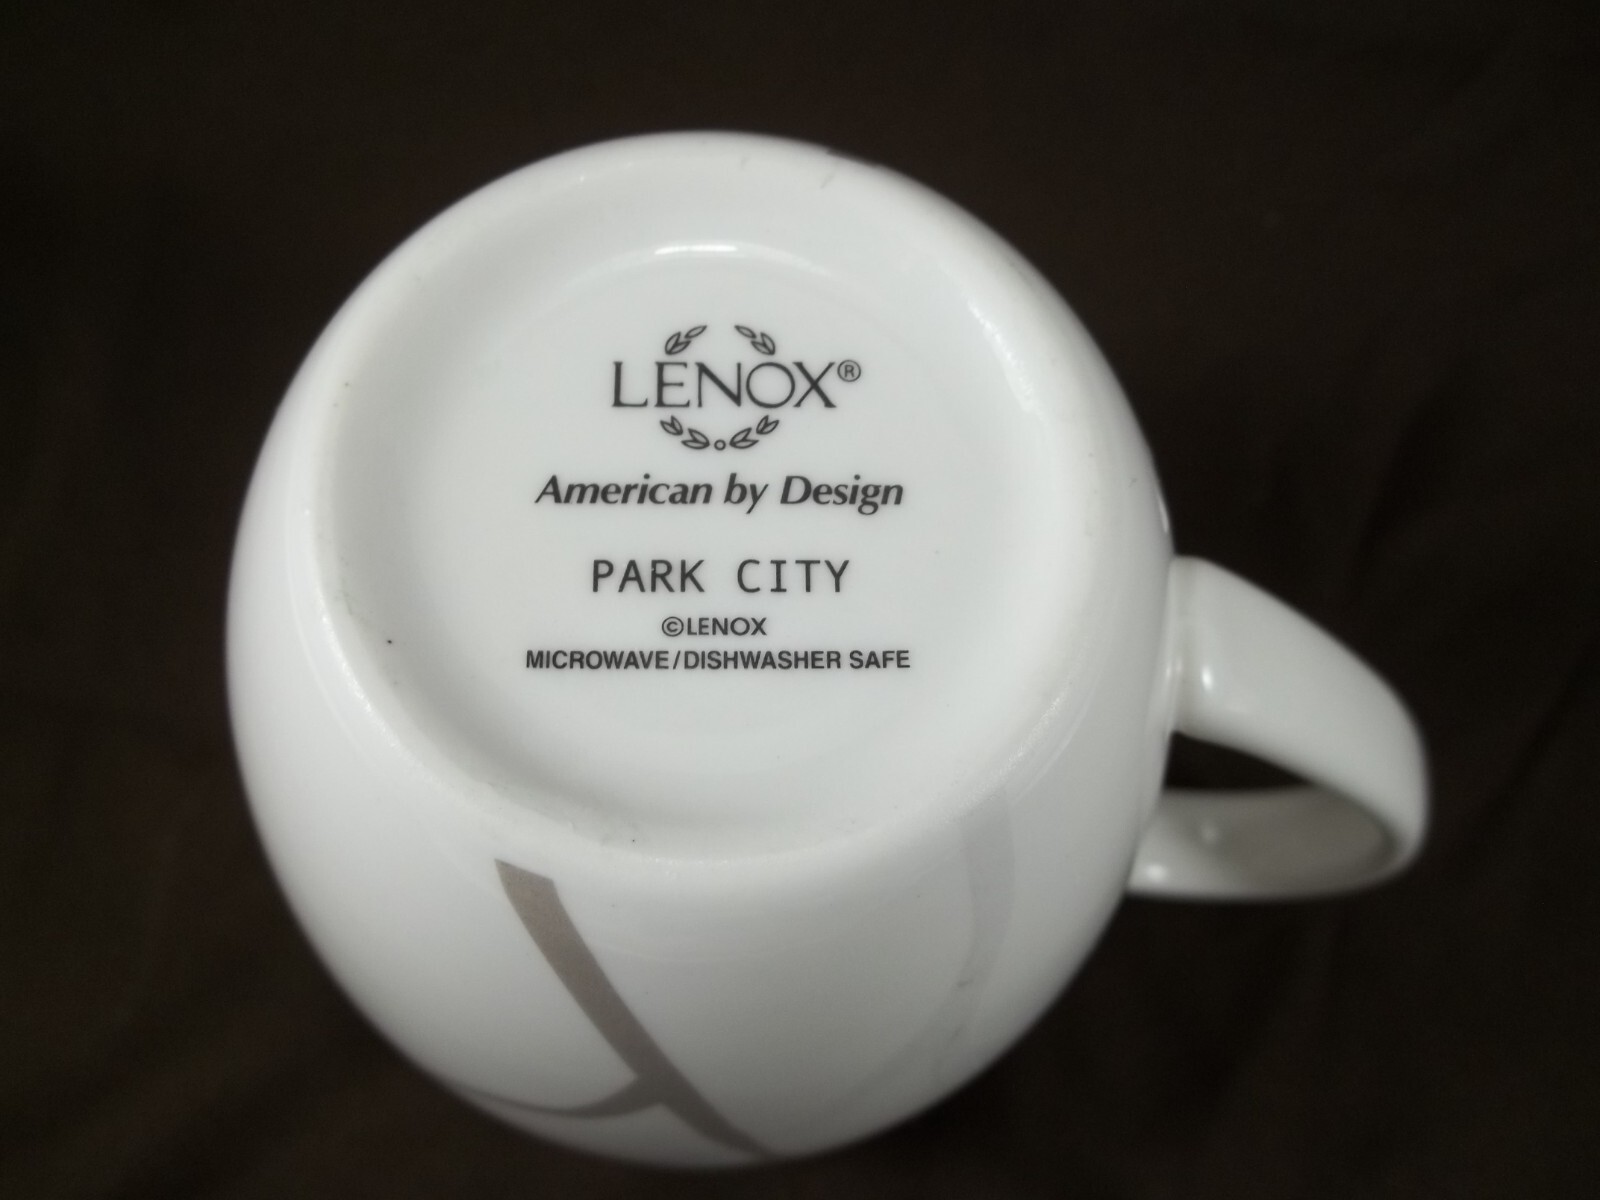 LENOX®
American by Design
PARK CITY
©LENOX
MICROWAVE/DISHWASHER SAFE